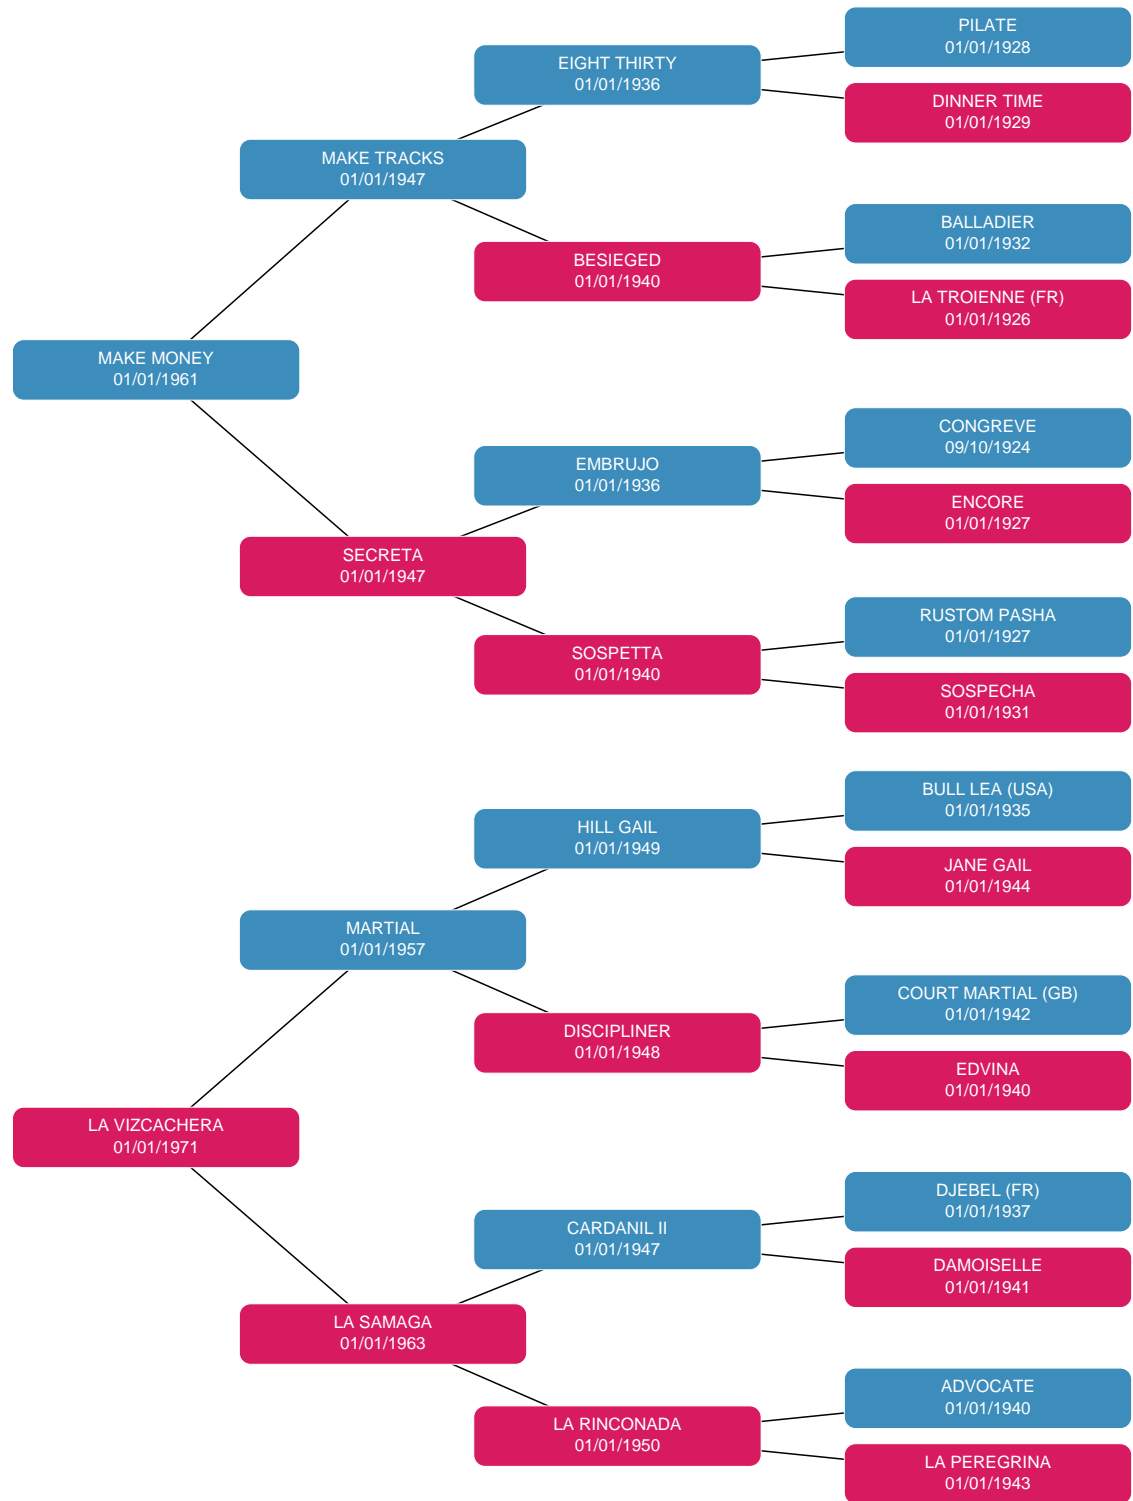 PILATE
01/01/1928
EIGHT THIRTY
01/01/1936
DINNER TIME
01/01/1929
MAKE TRACKS
01/01/1947
BALLADIER
01/01/1932
BESIEGED
01/01/1940
LA TROIENNE (FR)
01/01/1926
MAKE MONEY
01/01/1961
CONGREVE
09/10/1924
EMBRUJO
01/01/1936
ENCORE
01/01/1927
SECRETA
01/01/1947
RUSTOM PASHA
01/01/1927
SOSPETTA
01/01/1940
SOSPECHA
01/01/1931
BULL LEA (USA)
01/01/1935
HILL GAIL
01/01/1949
JANE GAIL
01/01/1944
MARTIAL
01/01/1957
COURT MARTIAL (GB)
01/01/1942
DISCIPLINER
01/01/1948
EDVINA
01/01/1940
LA VIZCACHERA
01/01/1971
DJEBEL (FR)
01/01/1937
CARDANIL II
01/01/1947
DAMOISELLE
01/01/1941
LA SAMAGA
01/01/1963
ADVOCATE
01/01/1940
LA RINCONADA
01/01/1950
LA PEREGRINA
01/01/1943